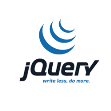 jQuery
write less, do more.